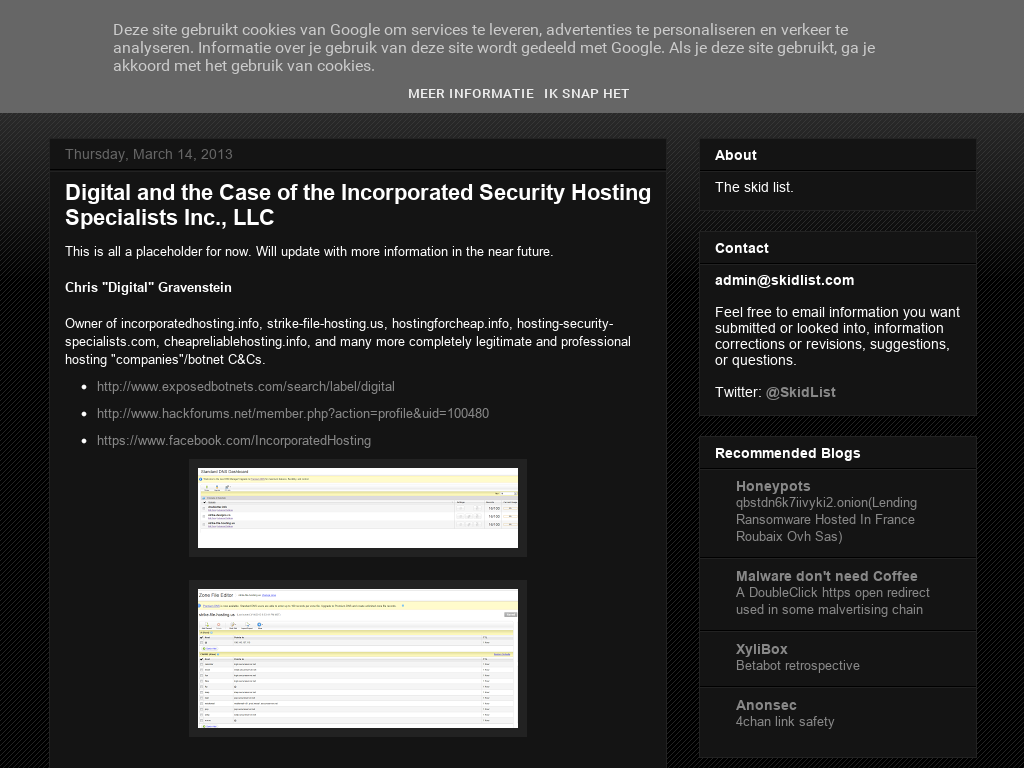 Deze site gebruikt cookies van Google om services te leveren, advertenties te personaliseren en verkeer te
analyseren. Informatie over je gebruik van deze site wordt gedeeld met Google. Als je deze site gebruikt, ga je
akkoord met het gebruik van cookies.
MEER INFORMATIE IK SNAP HET
Thursday, March 14, 2013
Digital and the Case of the Incorporated Security Hosting
Specialists Inc., LLC
This is all a placeholder for now. Will update with more information in the near future.
Chris "Digital" Gravenstein
Owner of incorporatedhosting.info, strike-file-hosting.us, hostingforcheap.info, hosting-security-
specialists.com, cheapreliablehosting.info, and many more completely legitimate and professional
hosting "companies"/botnet C&Cs.
http://www.exposedbotnets.com/search/label/digital
http://www.hackforums.net/member.php?action=profile&uid=100480
https://www.facebook.com/IncorporatedHosting
Standard DNS Dashboard
Zone File Editor
strike-file-hosting.us
About
The skid list.
Contact
admin@skidlist.com
Feel free to email information you want
submitted or looked into, information
corrections or revisions, suggestions,
or questions.
Twitter: @SkidList
Recommended Blogs
Honeypots
qbstdn6k7iivyki2.onion(Lending
Ransomware Hosted In France
Roubaix Ovh Sas)
Malware don't need Coffee
A DoubleClick https open redirect
used in some malvertising chain
XyliBox
Betabot retrospective
Anonsec
4chan link safety